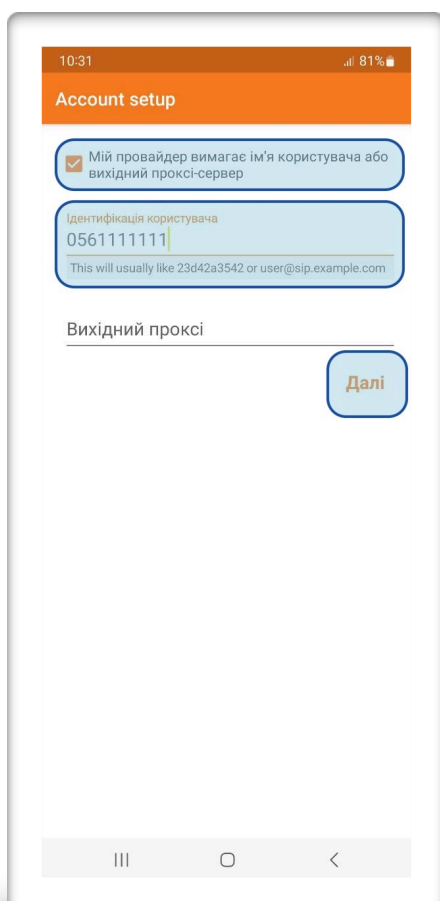 10:31 81%
Account setup
Мій провайдер вимагає ім'я користувача або
вихідний проксі-сервер
Ідентифікація користувача
0561111111
This will usually like 23d42a3542 or user@sip.example.com
Вихідний проксі
Далі